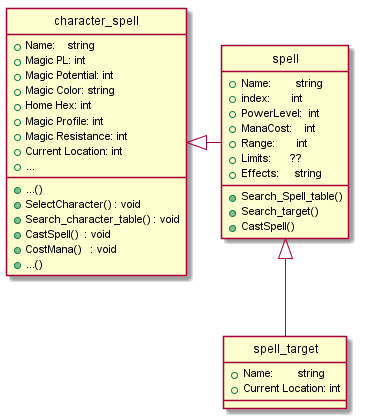 character_spell
Name: string
Magic PL: int
Magic Potential: int
Magic Color: string
Home Hex: int
Magic Profile: int
Magic Resistance: int
Current Location: int
...
...()
SelectCharacter() : void
Search_character_table() : void
CastSpell() : void
CostMana() : void
...()
spell
Name: string
index: int
PowerLevel: int
ManaCost: int
Range: int
Limits: ??
Effects: string
Search_Spell_table()
Search_target()
CastSpell()
spell_target
Name: string
Current Location: int